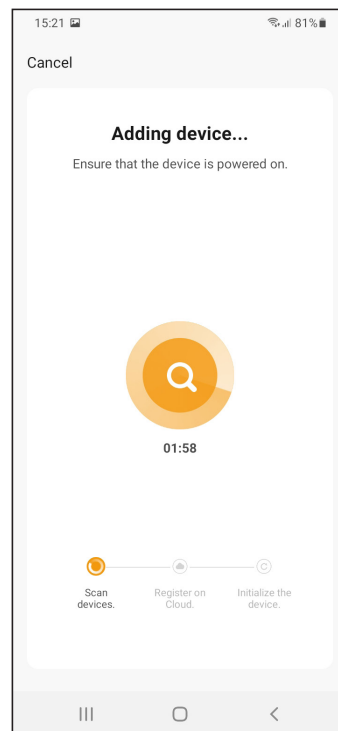 15:21 81%
Cancel
Adding device...
Ensure that the device is powered on.
01:58
Scan devices.
Register on Cloud.
Initialize the device.